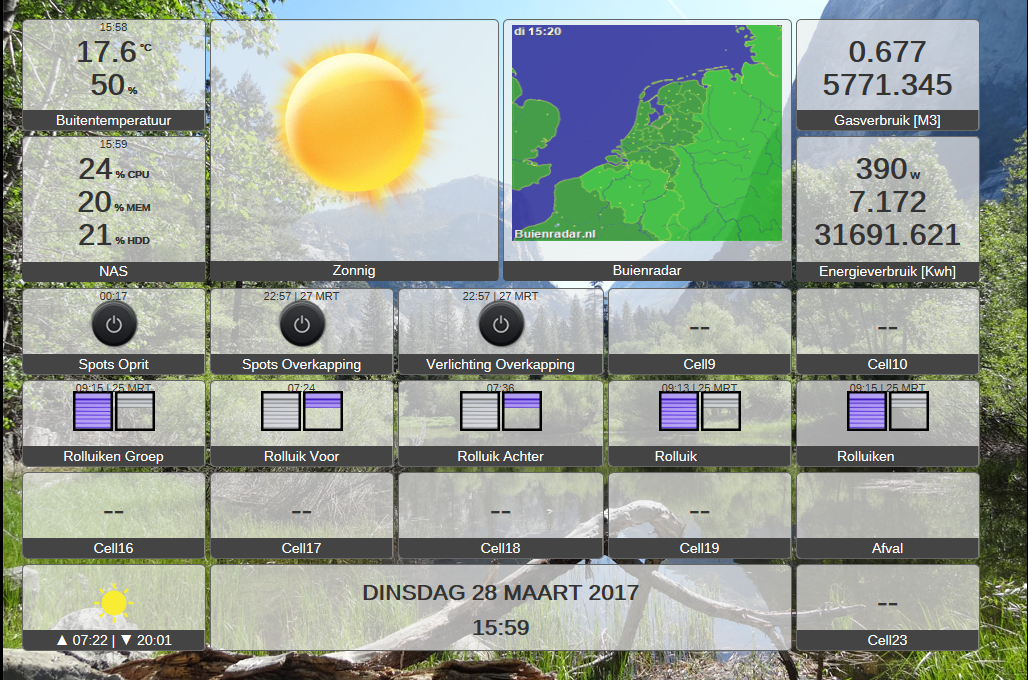 15:58
17.6 °C
50 %
Buitentemperatuur
Zonnig
di 15:20
Buienradar.nl
Buienradar
0.677
5771.345
Gasverbruik [M3]
15:59
24 % CPU
20 % MEM
21 % HDD
NAS
390 W
7.172
31691.621
Energieverbruik [Kwh]
00:17
Spots Oprit
22:57 | 27 MRT
Spots Overkapping
22:57 | 27 MRT
Verlichting Overkapping
--
Cell9
--
Cell10
09:15 | 25 MRT
Rolluiken Groep
07:24
Rolluik Voor
07:36
Rolluik Achter
09:13 | 25 MRT
Rolluik
09:15 | 25 MRT
Rolluiken
--
Cell16
--
Cell17
--
Cell18
--
Cell19
Afval
▲ 07:22 | ▼ 20:01
DINSDAG 28 MAART 2017
15:59
--
Cell23